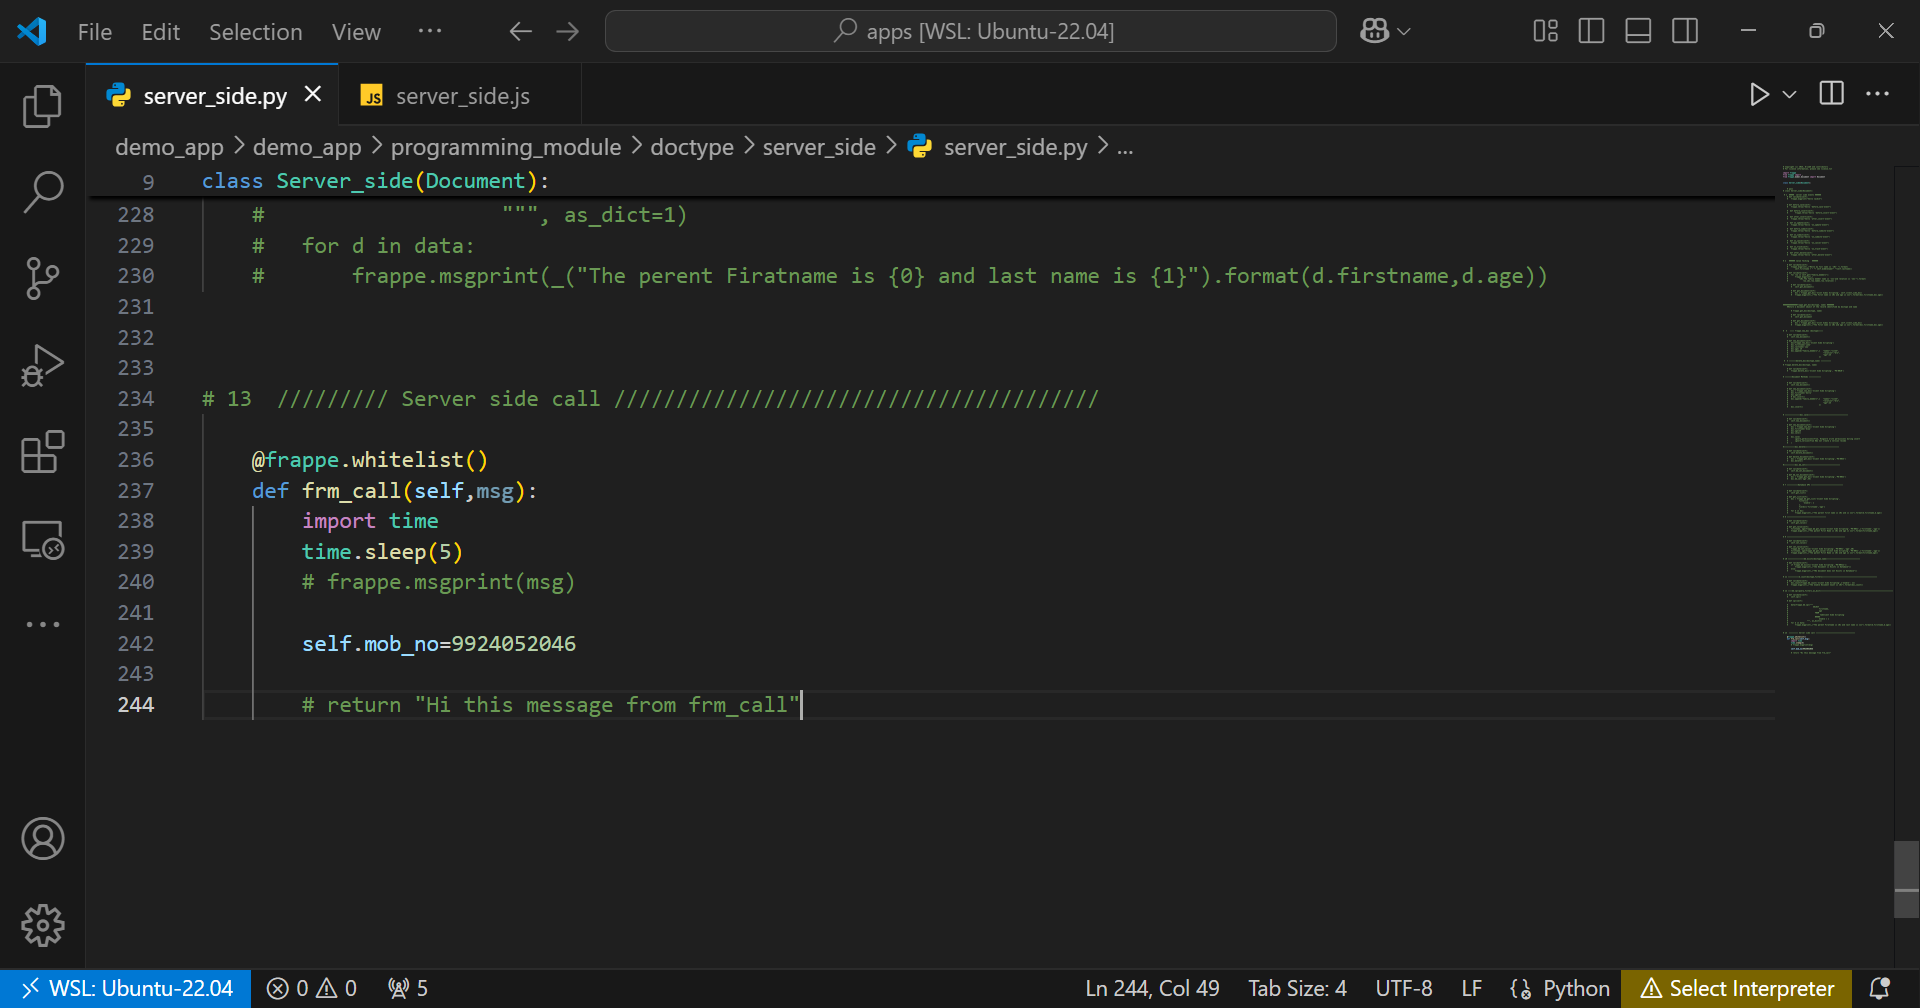 File Edit Selection View ... apps [WSL: Ubuntu-22.04]
server_side.py JS server_side.js
demo_app > demo_app > programming_module > doctype > server_side > server_side.py > ...
9 class Server_side(Document):
228 # """, as_dict=1)
229 # for d in data:
230 # frappe.msgprint(_("The perent Firatname is {0} and last name is {1}").format(d.firstname,d.age))
231
232
233
234 # 13 ///////// Server side call ///////////////////////////////////////
235
236 @frappe.whitelist()
237 def frm_call(self,msg):
238 import time
239 time.sleep(5)
240 # frappe.msgprint(msg)
241
242 self.mob_no=9924052046
243
244 # return "Hi this message from frm_call"
WSL: Ubuntu-22.04 0 0 5 Ln 244, Col 49 Tab Size: 4 UTF-8 LF Python Select Interpreter